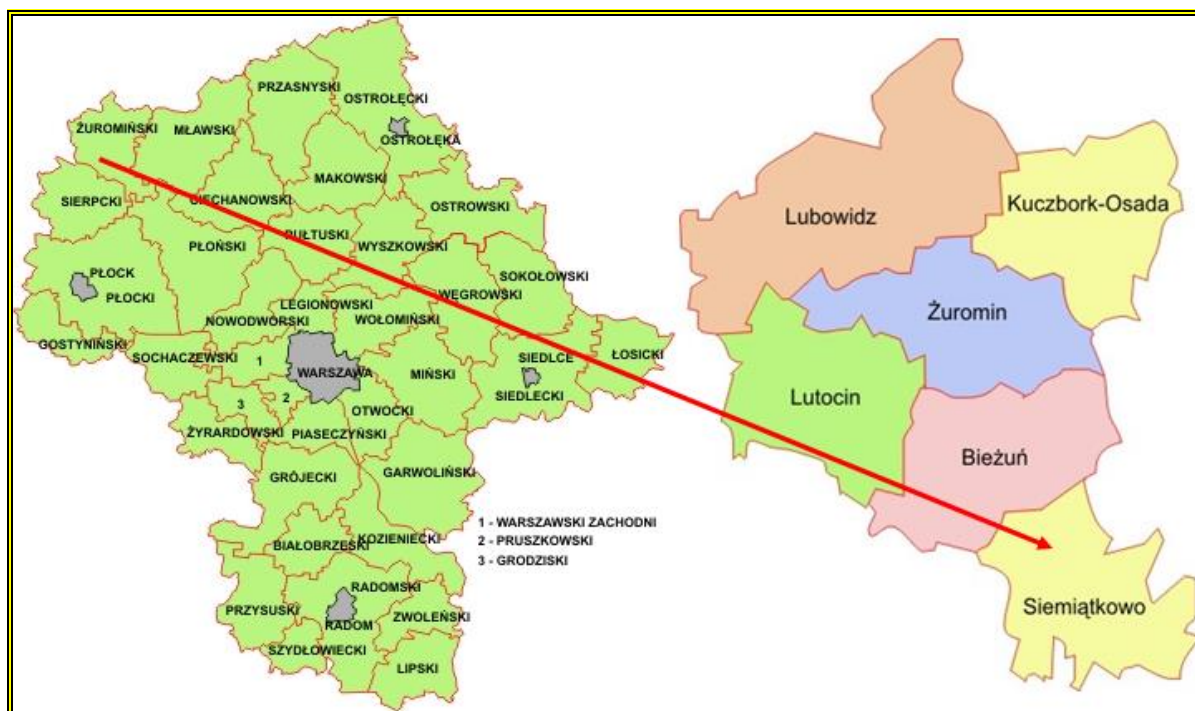 PRZASNYSKI
OSTROŁĘCKI
ŻUROMIŃSKI
MŁAWSKI
OSTROŁĘKA
MAKOWSKI
SIERPCKI
CIECHANOWSKI
OSTROWSKI
PUŁTUSKI
WYSZKOWSKI
PŁOŃSKI
PŁOCK
SOKOŁOWSKI
PŁOCKI
WĘGROWSKI
LEGIONOWSKI
NOWODWORSKI
WOŁOMIŃSKI
GOSTYNIŃSKI
SOCHACZEWSKI
1
SIEDLCE
ŁOSICKI
WARSZAWA
MIŃSKI
SIEDLECKI
3
2
OTWOCKI
ŻYRARDOWSKI
PIASECZYŃSKI
GRÓJECKI
GARWOLIŃSKI
1 - WARSZAWSKI ZACHODNI
2 - PRUSZKOWSKI
3 - GRODZISKI
KOZIENIECKI
BIAŁOBRZESKI
RADOMSKI
PRZYSUSKI
ZWOLEŃSKI
RADOM
SZYDŁOWIECKI
LIPSKI
Lubowidz
Kuczbork-Osada
Żuromin
Lutocin
Bieżuń
Siemiątkowo